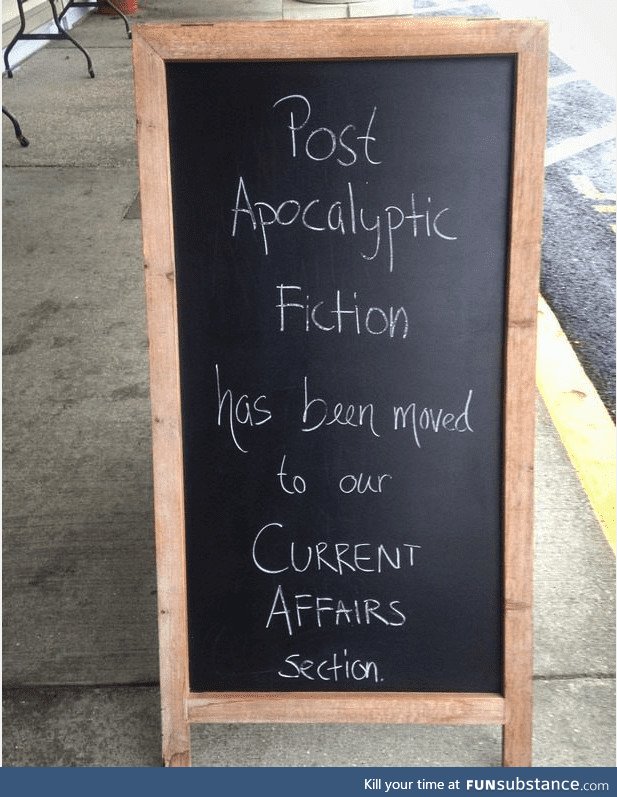 Post
Apocalyptic
Fiction
has been moved
to our
CURRENT
AFFAIRS
section.
Kill your time at FUNsubstance.com